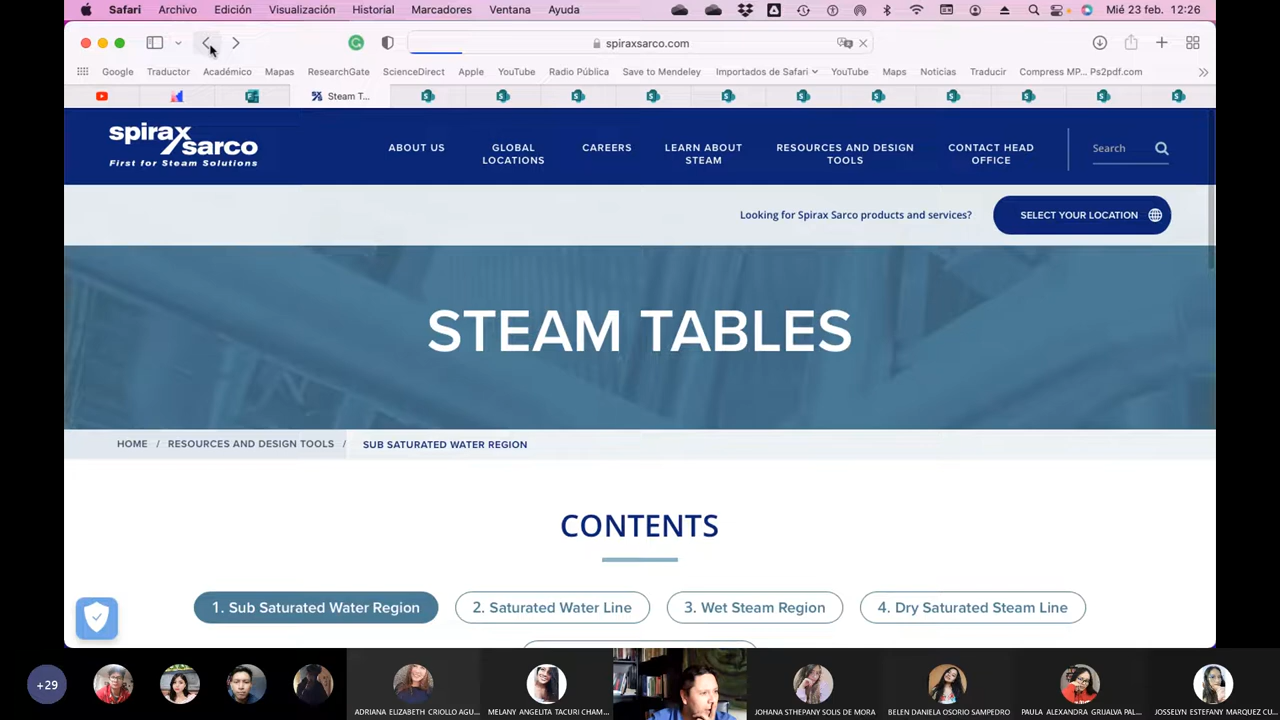 Safari Archivo Edición Visualización Historial Marcadores Ventana Ayuda Mié 23 feb. 12:26
spiraxsarco.com
Google Traductor Académico Mapas ResearchGate ScienceDirect Apple YouTube Radio Pública Save to Mendeley Importados de Safari YouTube Maps Noticias Traducir Compress MP... Ps2pdf.com
Steam T...
spirax
sarco
First for Steam Solutions
ABOUT US
GLOBAL
LOCATIONS
CAREERS
LEARN ABOUT
STEAM
RESOURCES AND DESIGN
TOOLS
CONTACT HEAD
OFFICE
Search
Looking for Spirax Sarco products and services?
SELECT YOUR LOCATION
STEAM TABLES
HOME / RESOURCES AND DESIGN TOOLS / SUB SATURATED WATER REGION
CONTENTS
1. Sub Saturated Water Region
2. Saturated Water Line
3. Wet Steam Region
4. Dry Saturated Steam Line
+29
ADRIANA ELIZABETH CRIOLLO AGU...
MELANY ANGELITA TACURI CHAM...
JOHANA STHEPANY SOLIS DE MORA
BELEN DANIELA OSORIO SAMPEDRO
PAULA ALEXANDRA GRIJALVA PAL...
JOSSELYN ESTEFANY MARQUEZ CU...